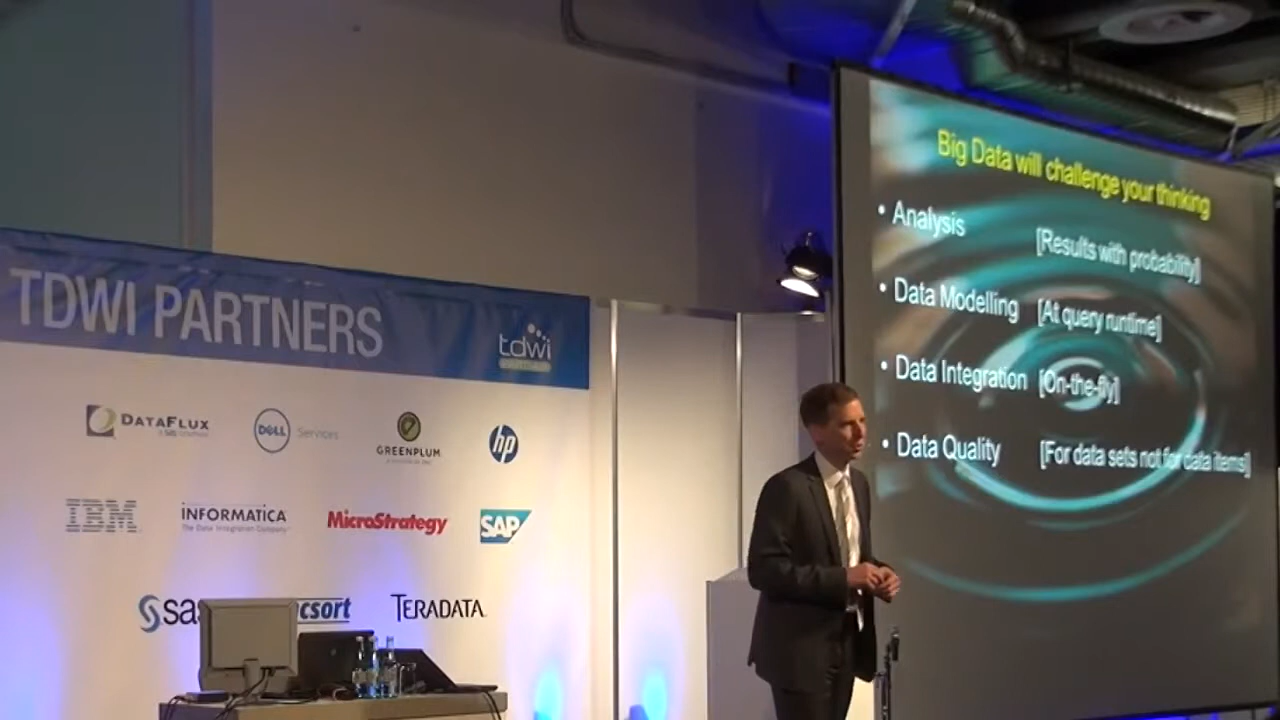 TDWI PARTNERS
tdwi
DATAFLUX
DELL Services
GREENPLUM
hp
IBM
INFORMATICA
The Data Integration Company
MicroStrategy
SAP
sas
csort
TERADATA
Big Data will challenge your thinking
• Analysis [Results with probability]
• Data Modelling [At query runtime]
• Data Integration [On-the-fly]
• Data Quality [For data sets not for data items]